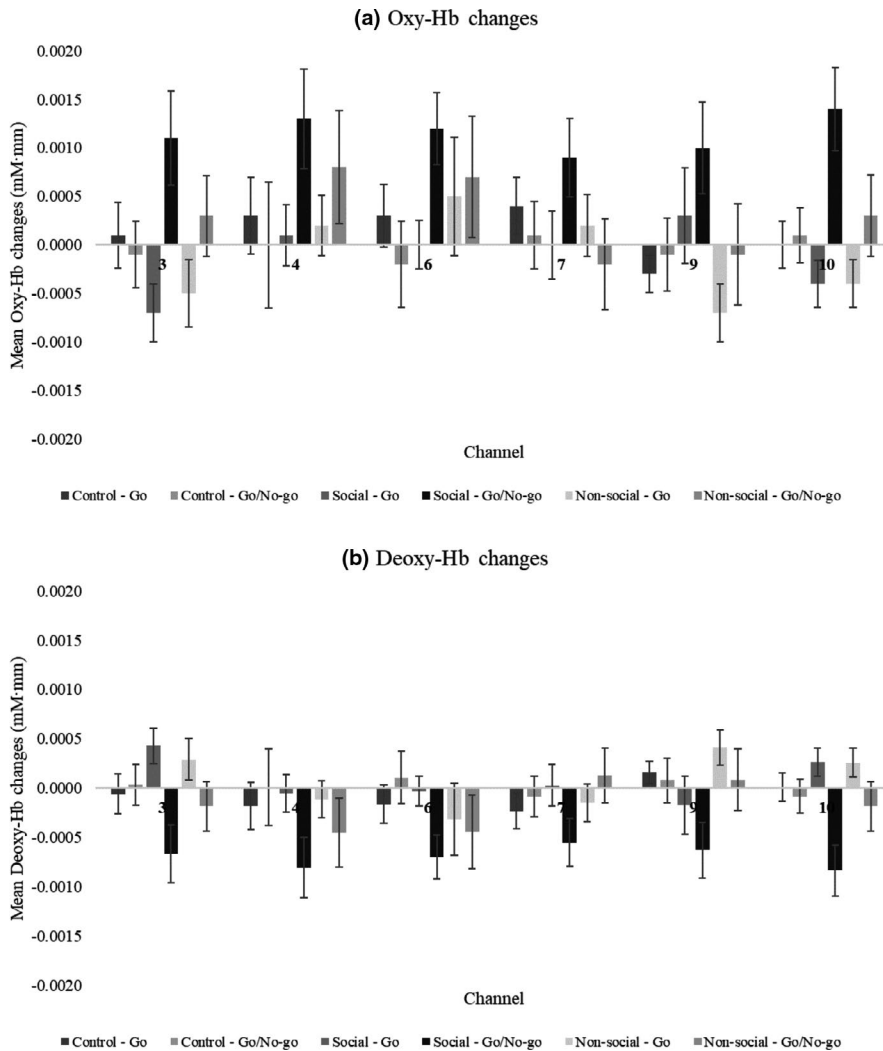 (a) Oxy-Hb changes
0.0020
0.0015
0.0010
0.0005
0.0000
-0.0005
-0.0010
-0.0015
-0.0020
Mean Oxy-Hb changes (mM·mm)
3 4 6 7 9 10
Channel
Control - Go Control - Go/No-go Social - Go Social - Go/No-go Non-social - Go Non-social - Go/No-go
(b) Deoxy-Hb changes
0.0020
0.0015
0.0010
0.0005
0.0000
-0.0005
-0.0010
-0.0015
-0.0020
Mean Deoxy-Hb changes (mM·mm)
3 4 6 7 9 10
Channel
Control - Go Control - Go/No-go Social - Go Social - Go/No-go Non-social - Go Non-social - Go/No-go